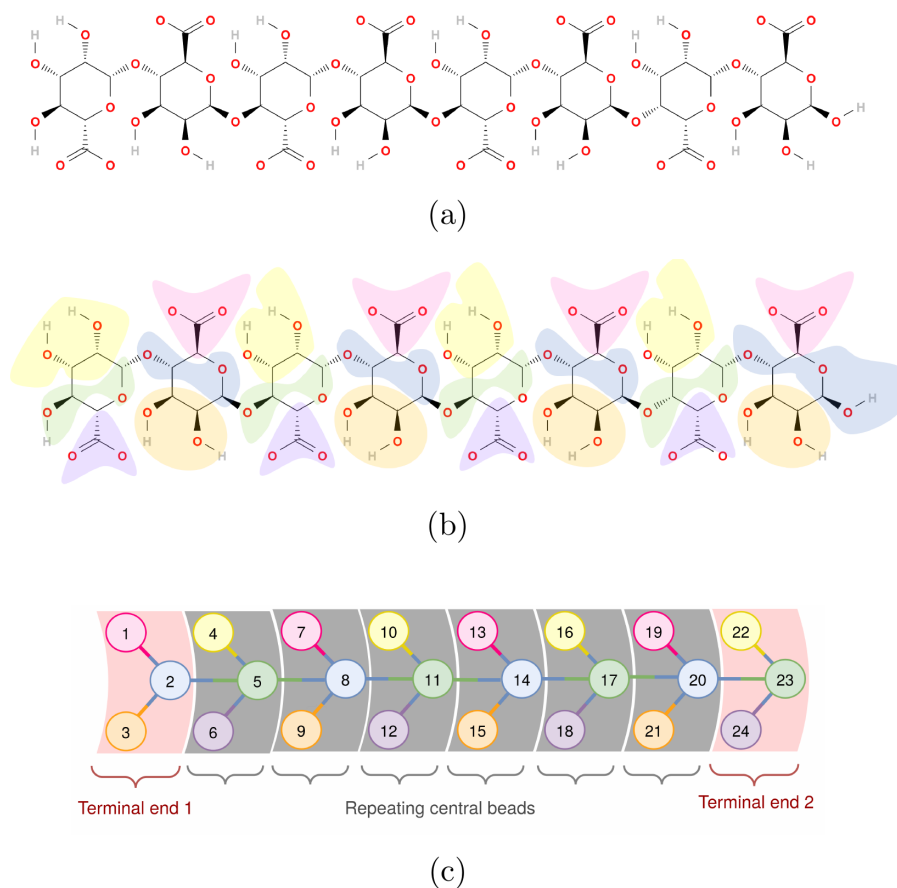 H O O H O O H O O H O O
H O H O H O H O
O O O O O O O O
O O O O
O O O O H
O O O O O O O O O
H H O H O H O H O
O O H O O H O O H O O H
(a)
H O O H O O H O O H O O
H O H O H O H O
O O O O O O O O
O O O O
O O O O H
O O O O O O O O O
H H O H O H O H O
O O H O O H O O H O O H
(b)
1 4 7 10 13 16 19 22
2 5 8 11 14 17 20 23
3 6 9 12 15 18 21 24
Terminal end 1 Repeating central beads Terminal end 2
(c)